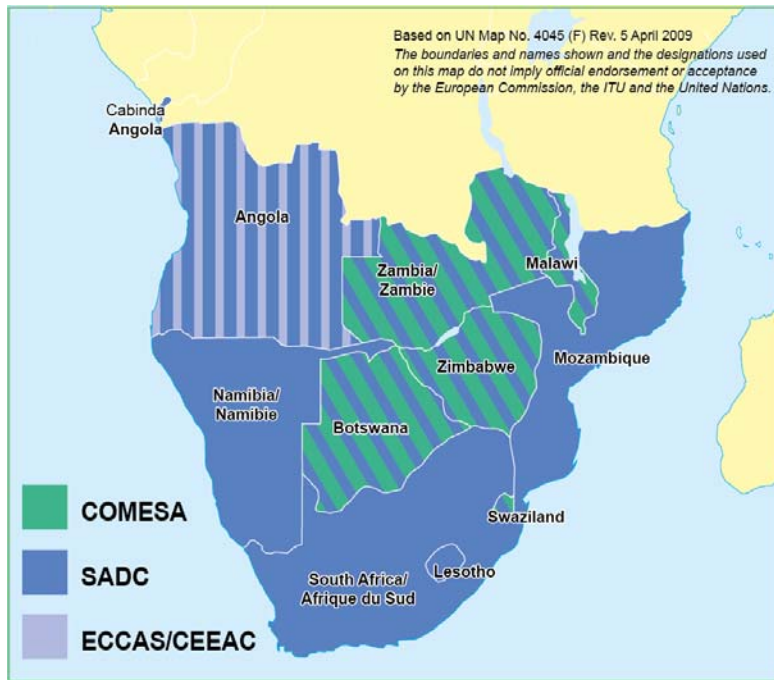 Based on UN Map No. 4045 (F) Rev. 5 April 2009
The boundaries and names shown and the designations used
on this map do not imply official endorsement or acceptance
by the European Commission, the ITU and the United Nations.
Cabinda
Angola
Angola
Zambia/
Zambie
Malawi
Zimbabwe
Mozambique
Namibia/
Namibie
Botswana
Swaziland
South Africa/
Afrique du Sud
Lesotho
COMESA
SADC
ECCAS/CEEAC